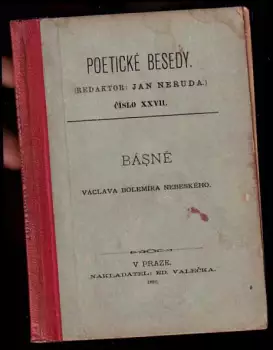 POETICKÉ BESEDY.
(REDAKTOR: JAN NERUDA.)
ČÍSLO XXVII.
BÁSNĚ
VÁCLAVA BOLEMÍRA NEBESKÉHO.
V PRAZE.
NAKLADATEL: ED. VALEČKA.